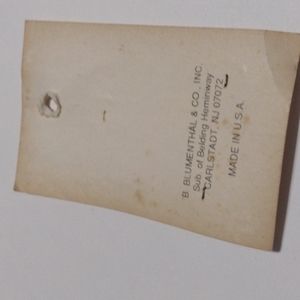 B. BLUMENTHAL & CO., INC.
Sub. of Belding Heminway
CARLSTADT, NJ 07072
MADE IN U.S.A.